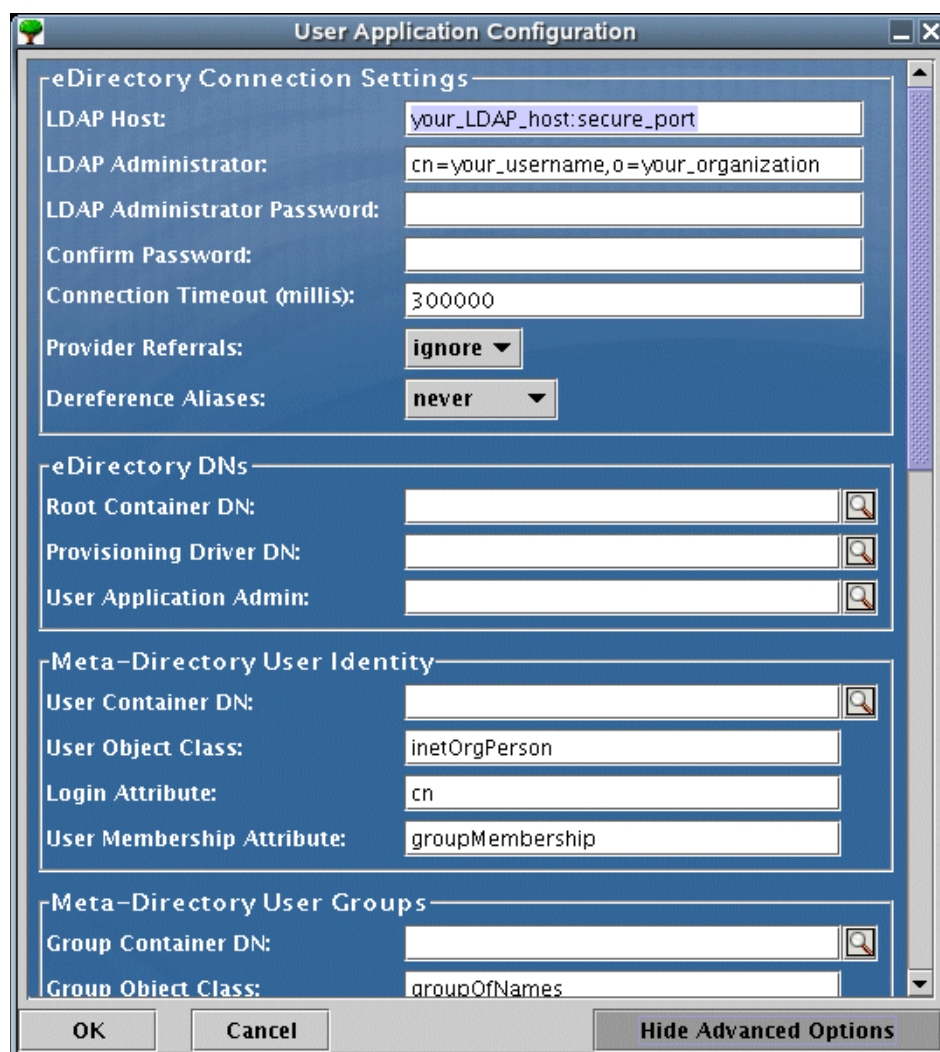 User Application Configuration
eDirectory Connection Settings
LDAP Host: your_LDAP_host:secure_port
LDAP Administrator: cn=your_username,o=your_organization
LDAP Administrator Password:
Confirm Password:
Connection Timeout (millis): 300000
Provider Referrals: ignore
Dereference Aliases: never
eDirectory DNs
Root Container DN:
Provisioning Driver DN:
User Application Admin:
Meta-Directory User Identity
User Container DN:
User Object Class: inetOrgPerson
Login Attribute: cn
User Membership Attribute: groupMembership
Meta-Directory User Groups
Group Container DN:
Group Object Class: groupOfNames
OK Cancel Hide Advanced Options